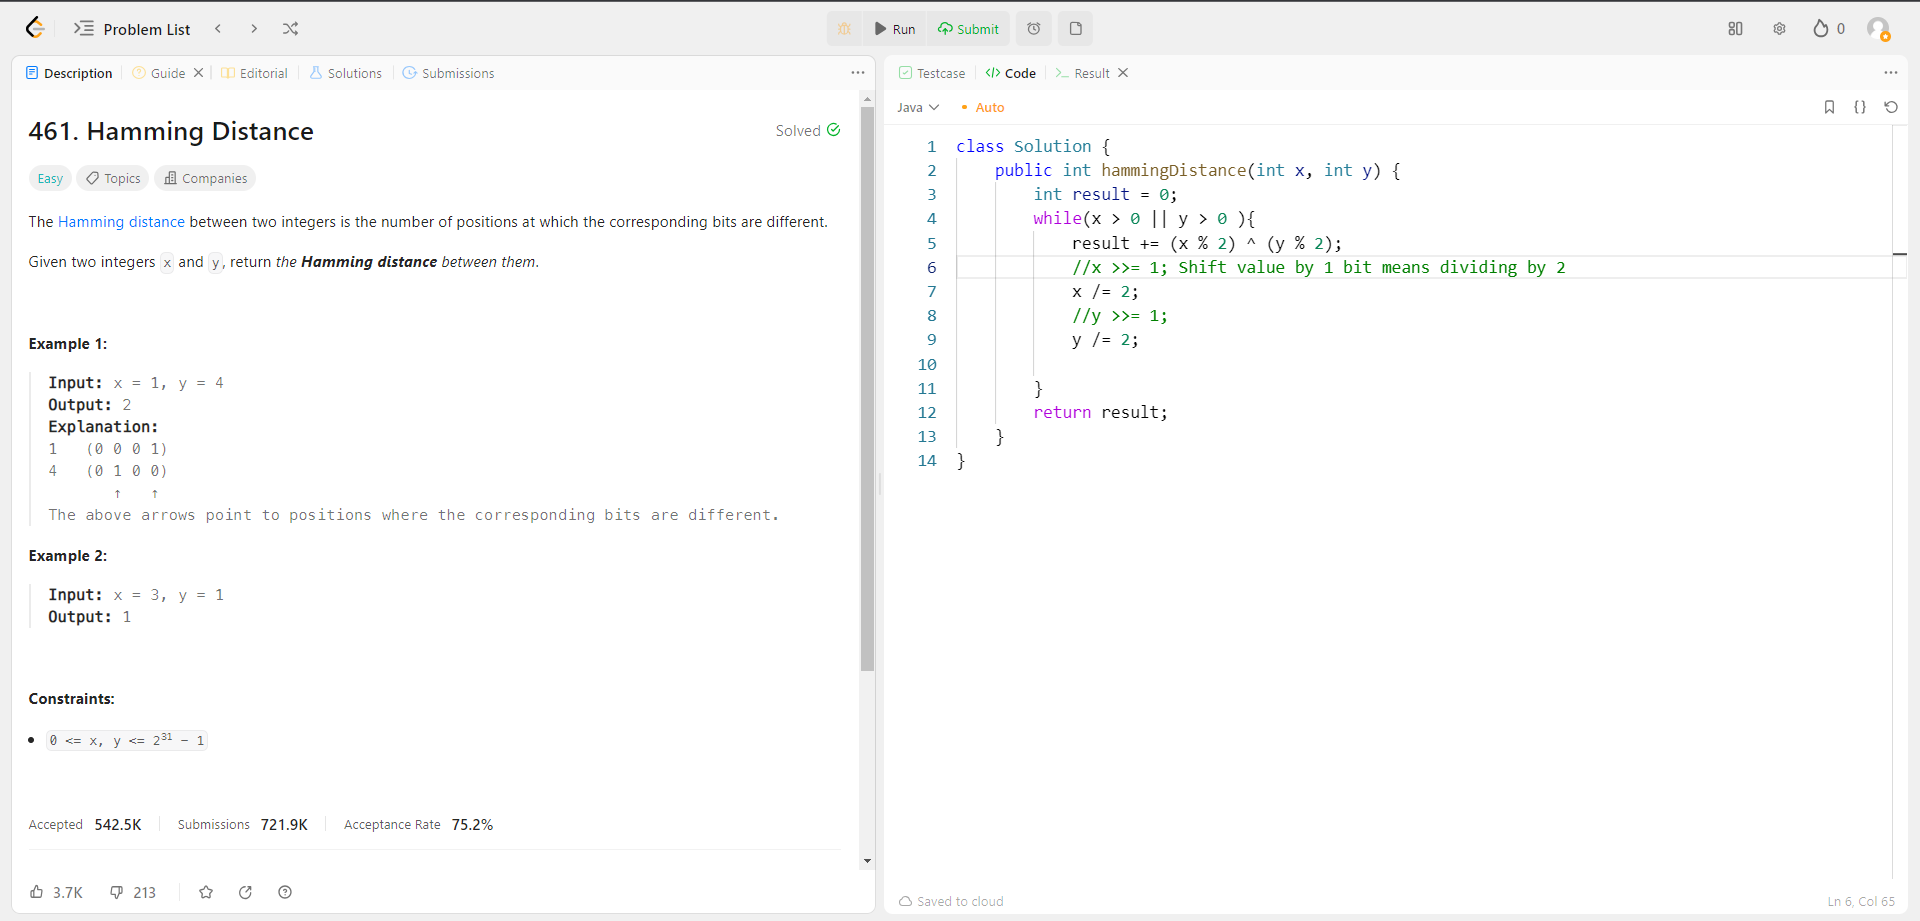 Problem List
Run
Submit
0
Description
Guide
Editorial
Solutions
Submissions
461. Hamming Distance
Solved
Easy
Topics
Companies
The Hamming distance between two integers is the number of positions at which the corresponding bits are different.
Given two integers x and y, return the Hamming distance between them.
Example 1:
Input: x = 1, y = 4
Output: 2
Explanation:
1   (0 0 0 1)
4   (0 1 0 0)
       ↑   ↑
The above arrows point to positions where the corresponding bits are different.
Example 2:
Input: x = 3, y = 1
Output: 1
Constraints:
• 0 <= x, y <= 2³¹ - 1
Accepted 542.5K
Submissions 721.9K
Acceptance Rate 75.2%
3.7K
213
Testcase
</> Code
>_ Result
Java
• Auto
{}
1 class Solution {
2     public int hammingDistance(int x, int y) {
3         int result = 0;
4         while(x > 0 || y > 0 ){
5             result += (x % 2) ^ (y % 2);
6             //x >>= 1; Shift value by 1 bit means dividing by 2
7             x /= 2;
8             //y >>= 1;
9             y /= 2;
10
11         }
12         return result;
13     }
14 }
Saved to cloud
Ln 6, Col 65